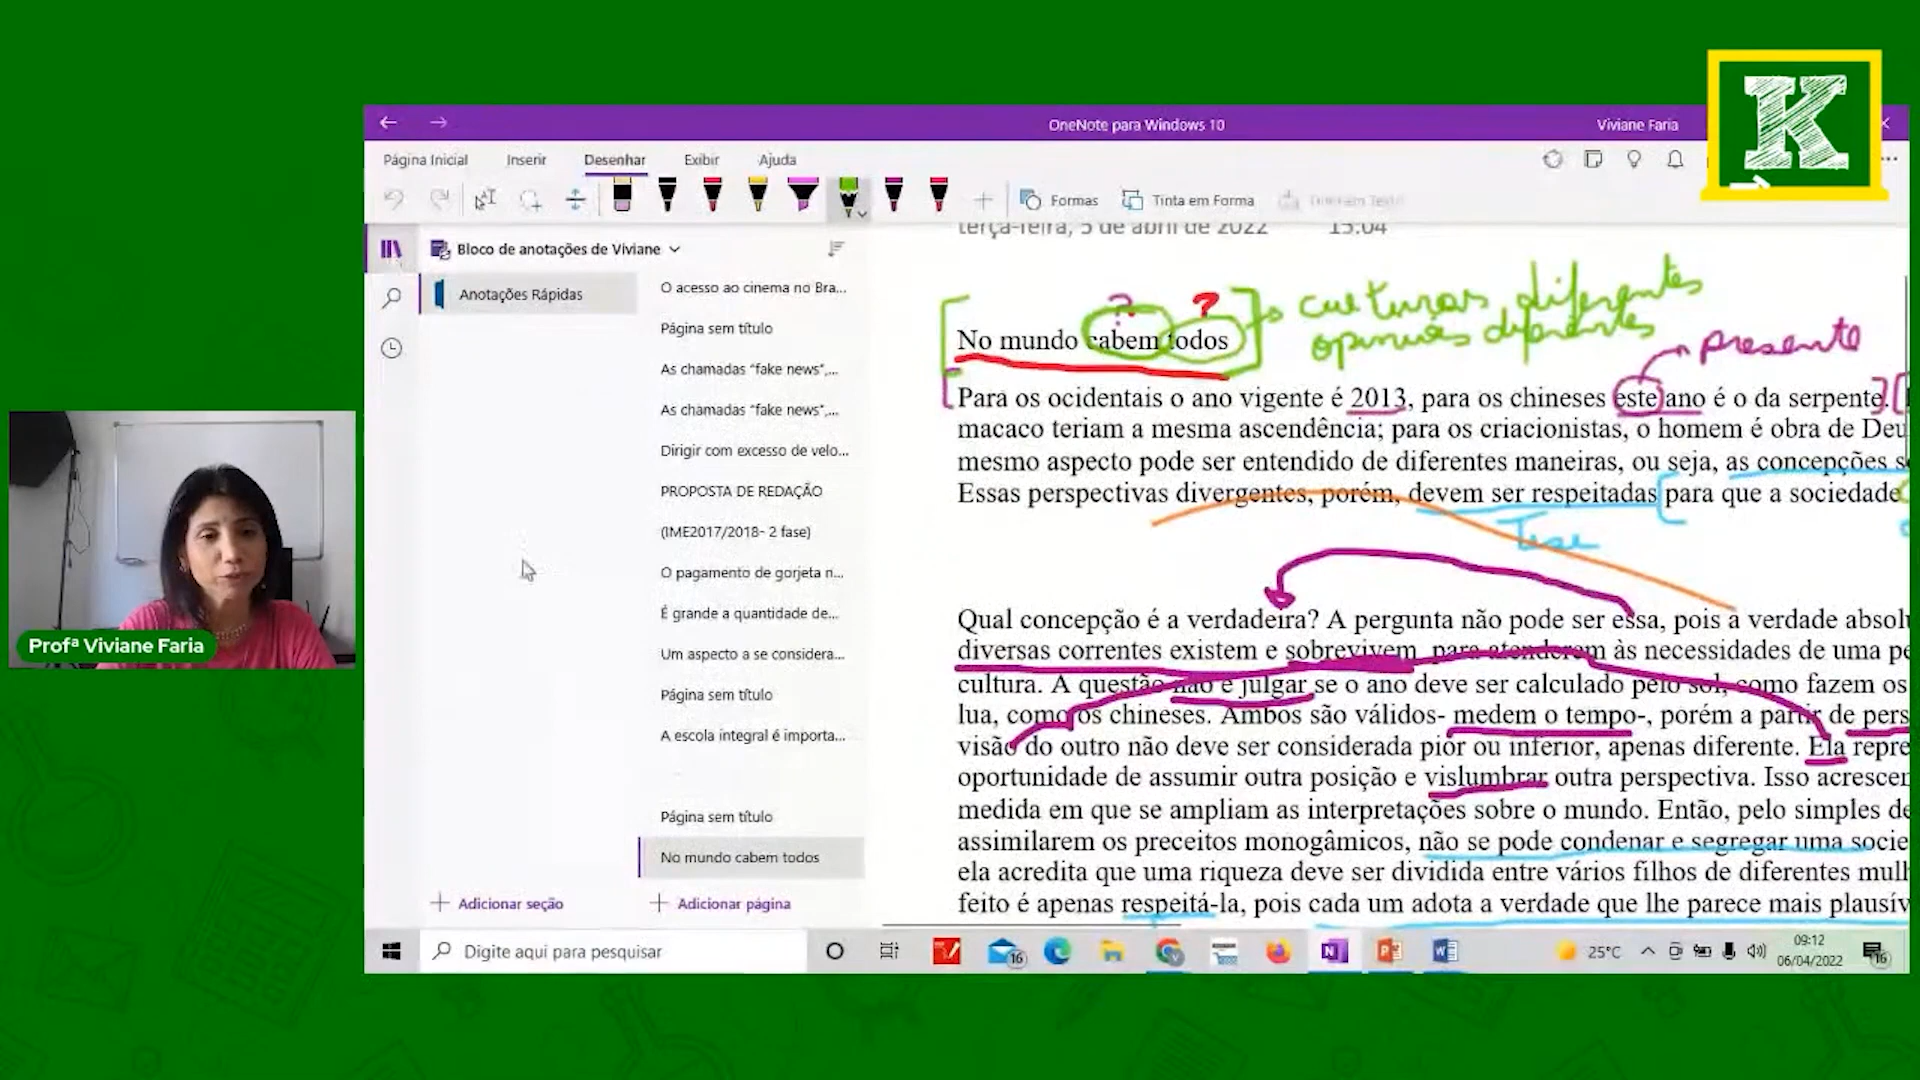 K
OneNote para Windows 10
Viviane Faria
Página Inicial
Inserir
Desenhar
Exibir
Ajuda
Formas
Tinta em Forma
Bloco de anotações de Viviane
Anotações Rápidas
O acesso ao cinema no Bra...
Página sem título
As chamadas "fake news",...
As chamadas "fake news",...
Dirigir com excesso de velo...
PROPOSTA DE REDAÇÃO
(IME2017/2018- 2 fase)
O pagamento de gorjeta n...
É grande a quantidade de...
Um aspecto a se considera...
Página sem título
A escola integral é importa...
Página sem título
No mundo cabem todos
Adicionar seção
Adicionar página
terça-feira, 5 de abril de 2022 15:04
? ?
culturas diferentes
opiniões diferentes
presente
No mundo cabem todos
Para os ocidentais o ano vigente é 2013, para os chineses este ano é o da serpente.
macaco teriam a mesma ascendência; para os criacionistas, o homem é obra de Deu
mesmo aspecto pode ser entendido de diferentes maneiras, ou seja, as concepções s
Essas perspectivas divergentes, porém, devem ser respeitadas para que a sociedade
Tese
Qual concepção é a verdadeira? A pergunta não pode ser essa, pois a verdade absol
diversas correntes existem e sobrevivem para atenderem às necessidades de uma pe
cultura. A questão não é julgar se o ano deve ser calculado pelo sol, como fazem os
lua, como os chineses. Ambos são válidos- medem o tempo-, porém a partir de pers
visão do outro não deve ser considerada pior ou inferior, apenas diferente. Ela repre
oportunidade de assumir outra posição e vislumbrar outra perspectiva. Isso acrescen
medida em que se ampliam as interpretações sobre o mundo. Então, pelo simples de
assimilarem os preceitos monogâmicos, não se pode condenar e segregar uma socie
ela acredita que uma riqueza deve ser dividida entre vários filhos de diferentes mul
feito é apenas respeitá-la, pois cada um adota a verdade que lhe parece mais plausív
Profª Viviane Faria
Digite aqui para pesquisar
16
25°C
09:12
06/04/2022
16